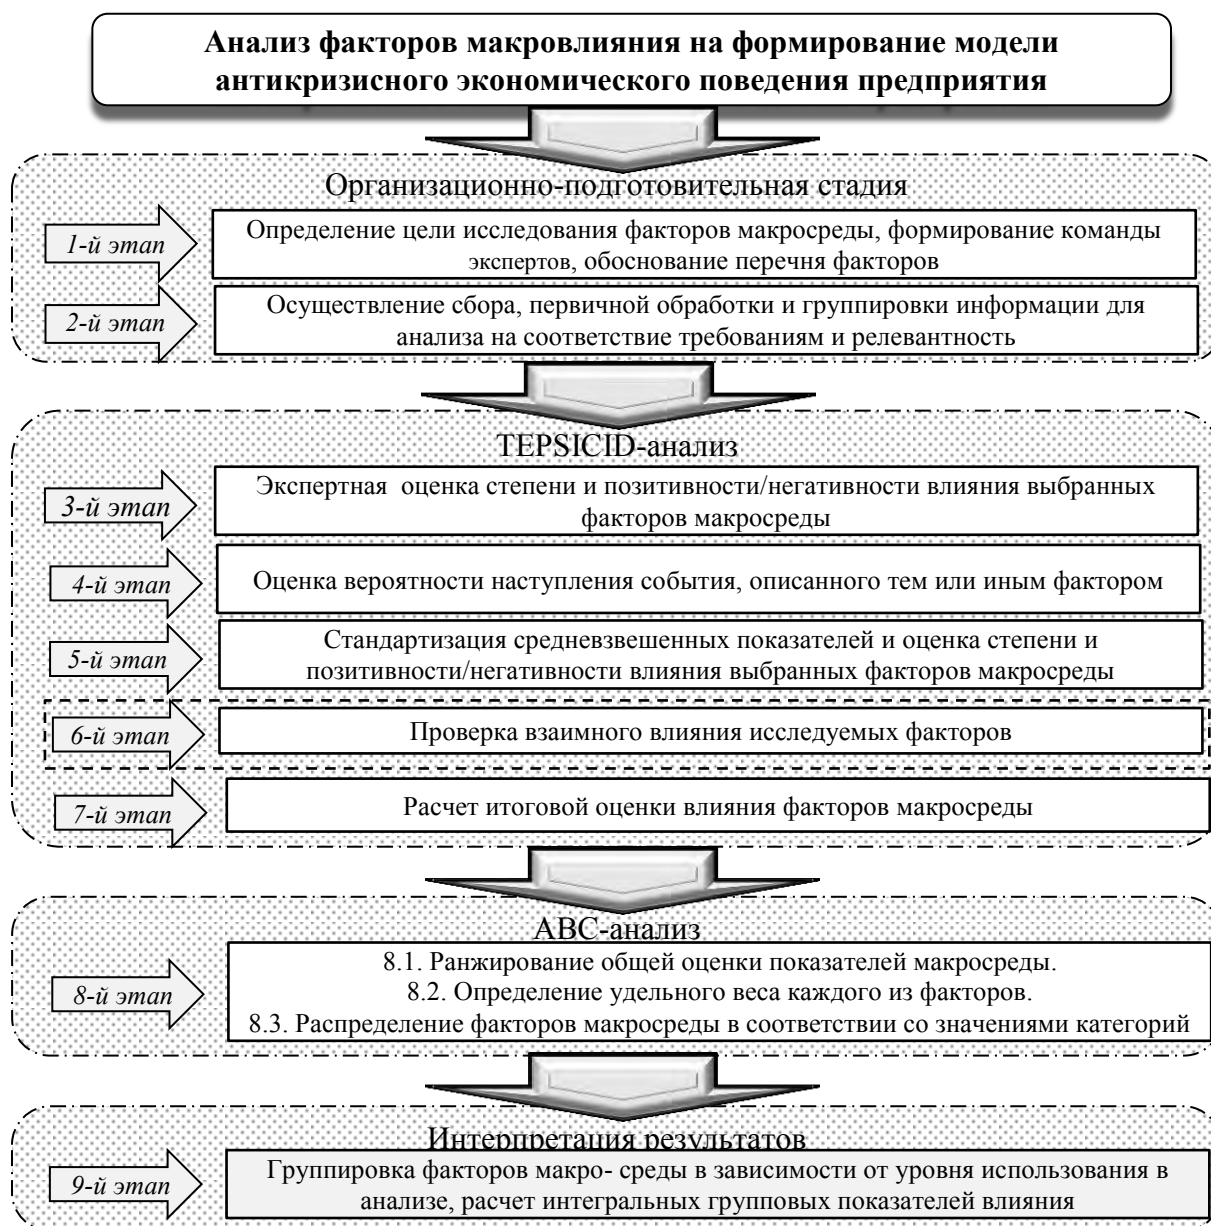 Анализ факторов макровлияния на формирование модели
антикризисного экономического поведения предприятия
Организационно-подготовительная стадия
1-й этап
Определение цели исследования факторов макросреды, формирование команды
экспертов, обоснование перечня факторов
2-й этап
Осуществление сбора, первичной обработки и группировки информации для
анализа на соответствие требованиям и релевантность
TEPSICID-анализ
3-й этап
Экспертная оценка степени и позитивности/негативности влияния выбранных
факторов макросреды
4-й этап
Оценка вероятности наступления события, описанного тем или иным фактором
5-й этап
Стандартизация средневзвешенных показателей и оценка степени и
позитивности/негативности влияния выбранных факторов макросреды
6-й этап
Проверка взаимного влияния исследуемых факторов
7-й этап
Расчет итоговой оценки влияния факторов макросреды
ABC-анализ
8-й этап
8.1. Ранжирование общей оценки показателей макросреды.
8.2. Определение удельного веса каждого из факторов.
8.3. Распределение факторов макросреды в соответствии со значениями категорий
Интерпретация результатов
9-й этап
Группировка факторов макро- среды в зависимости от уровня использования в
анализе, расчет интегральных групповых показателей влияния